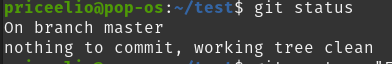 priceelio@pop-os:~/test$ git status
On branch master
nothing to commit, working tree clean